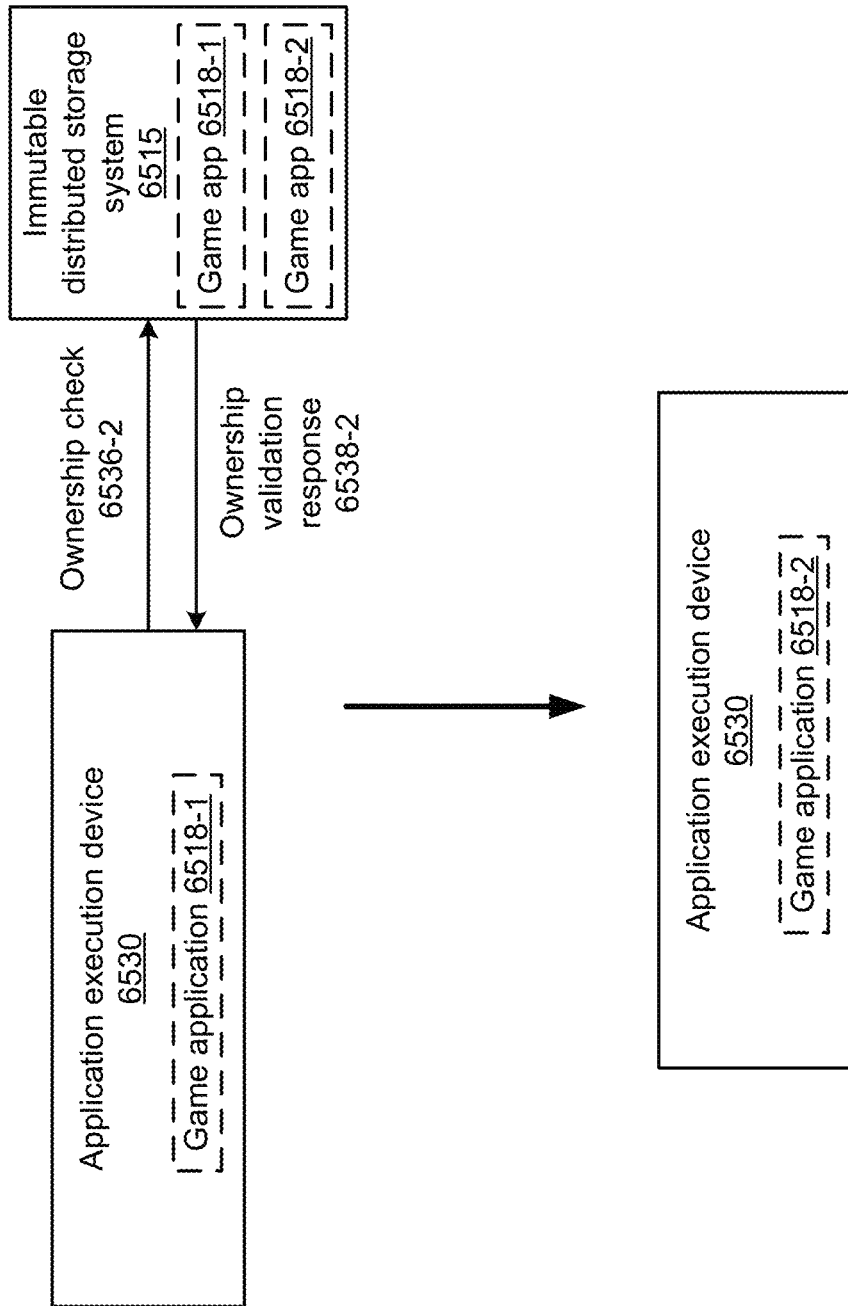 Application execution device
6530
Game application 6518-1
Ownership check
6536-2
Ownership
validation
response
6538-2
Immutable
distributed storage
system
6515
Game app 6518-1
Game app 6518-2
Application execution device
6530
Game application 6518-2